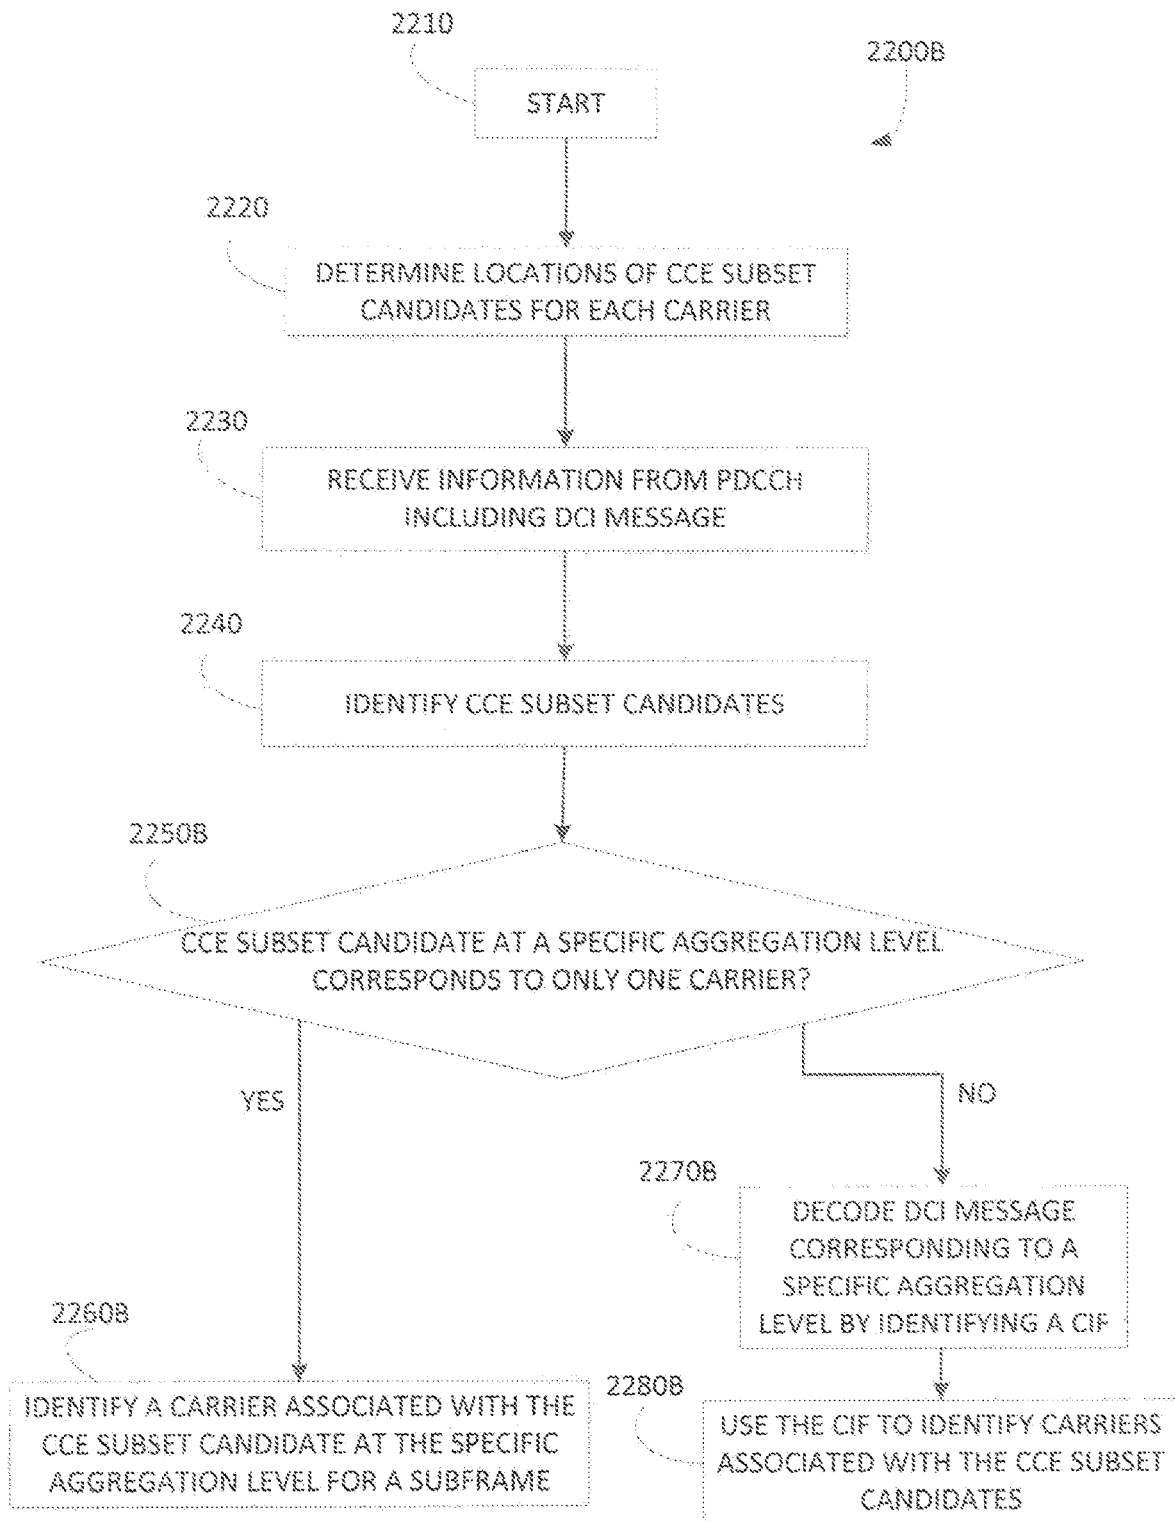 2210
2200B
START
2220
DETERMINE LOCATIONS OF CCE SUBSET
CANDIDATES FOR EACH CARRIER
2230
RECEIVE INFORMATION FROM PDCCH
INCLUDING DCI MESSAGE
2240
IDENTIFY CCE SUBSET CANDIDATES
2250B
CCE SUBSET CANDIDATE AT A SPECIFIC AGGREGATION LEVEL
CORRESPONDS TO ONLY ONE CARRIER?
YES
NO
2270B
DECODE DCI MESSAGE
CORRESPONDING TO A
SPECIFIC AGGREGATION
LEVEL BY IDENTIFYING A CIF
2260B
IDENTIFY A CARRIER ASSOCIATED WITH THE
CCE SUBSET CANDIDATE AT THE SPECIFIC
AGGREGATION LEVEL FOR A SUBFRAME
2280B
USE THE CIF TO IDENTIFY CARRIERS
ASSOCIATED WITH THE CCE SUBSET
CANDIDATES